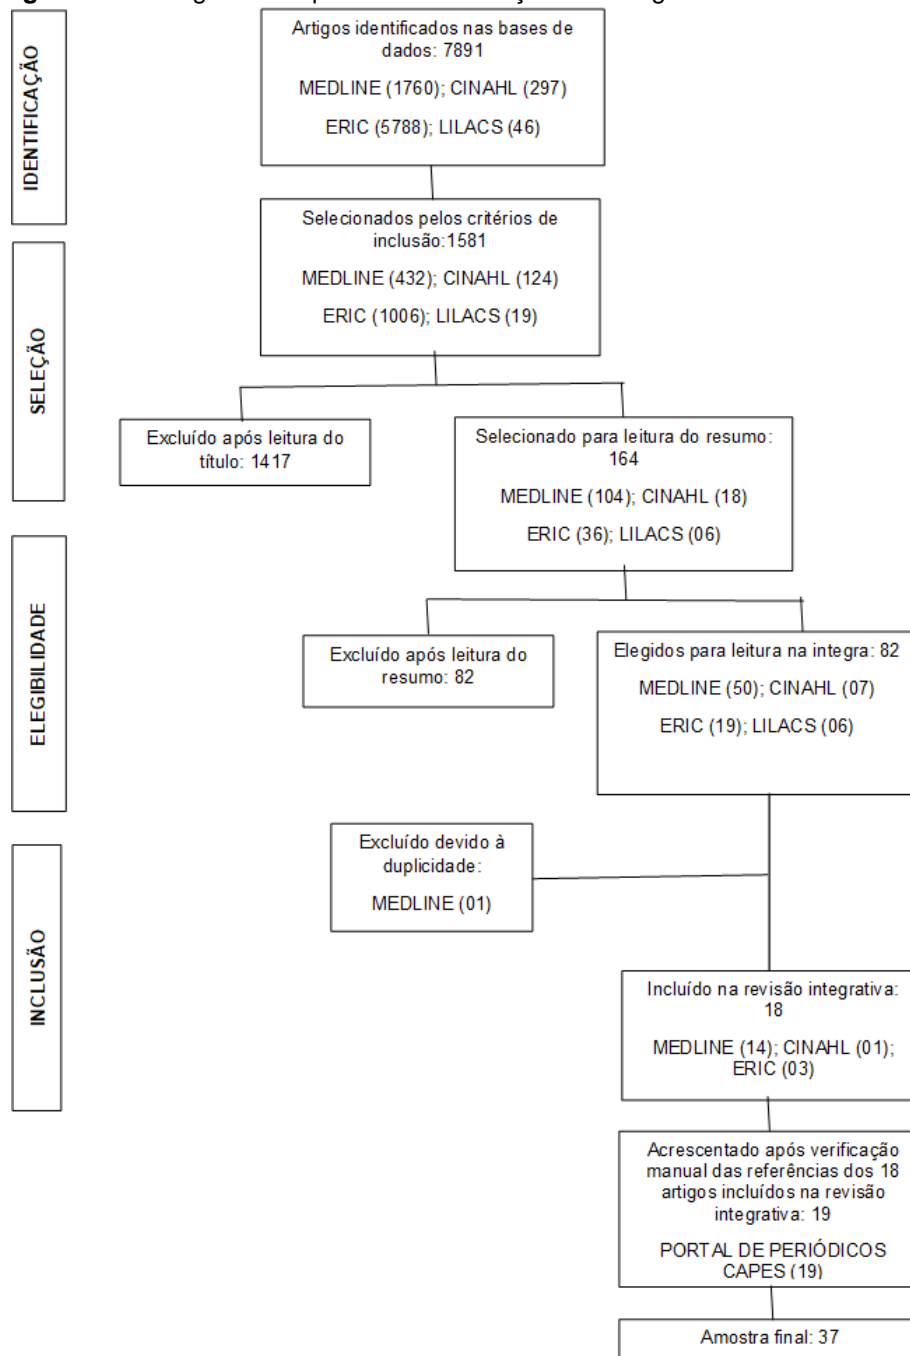 Artigos identificados nas bases de
dados: 7891
MEDLINE (1760); CINAHL (297)
ERIC (5788); LILACS (46)
IDENTIFICAÇÃO
Selecionados pelos critérios de
inclusão:1581
MEDLINE (432); CINAHL (124)
ERIC (1006); LILACS (19)
SELEÇÃO
Excluído após leitura do
título: 1417
Selecionado para leitura do resumo:
164
MEDLINE (104); CINAHL (18)
ERIC (36); LILACS (06)
ELEGIBILIDADE
Excluído após leitura do
resumo: 82
Elegidos para leitura na integra: 82
MEDLINE (50); CINAHL (07)
ERIC (19); LILACS (06)
Excluído devido à
duplicidade:
MEDLINE (01)
INCLUSÃO
Incluído na revisão integrativa:
18
MEDLINE (14); CINAHL (01);
ERIC (03)
Acrescentado após verificação
manual das referências dos 18
artigos incluídos na revisão
integrativa: 19
PORTAL DE PERIÓDICOS
CAPES (19)
Amostra final: 37